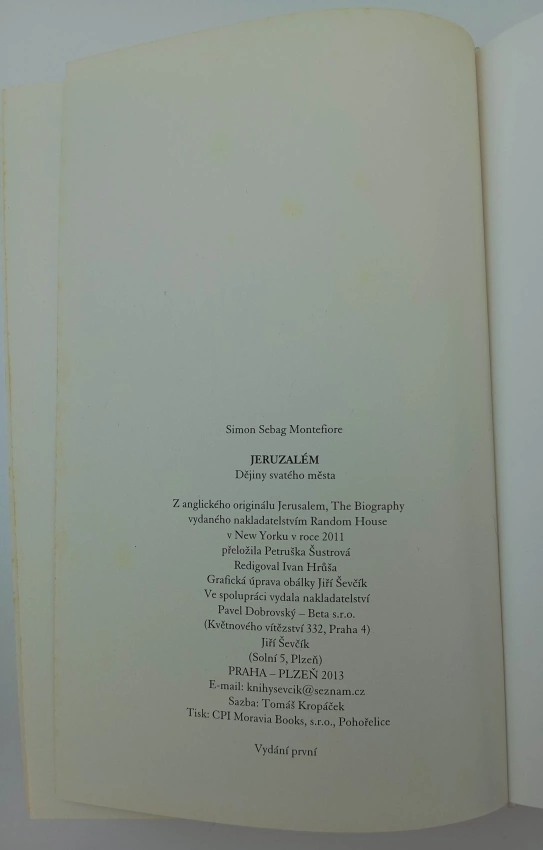 Simon Sebag Montefiore
JERUZALÉM
Dějiny svatého města
Z anglického originálu Jerusalem, The Biography
vydaného nakladatelstvím Random House
v New Yorku v roce 2011
přeložila Petruška Šustrová
Redigoval Ivan Hrůša
Grafická úprava obálky Jiří Ševčík
Ve spolupráci vydala nakladatelství
Pavel Dobrovský – Beta s.r.o.
(Květnového vítězství 332, Praha 4)
Jiří Ševčík
(Solní 5, Plzeň)
PRAHA – PLZEŇ 2013
E-mail: knihysevcik@seznam.cz
Sazba: Tomáš Kropáček
Tisk: CPI Moravia Books, s.r.o., Pohořelice
Vydání první